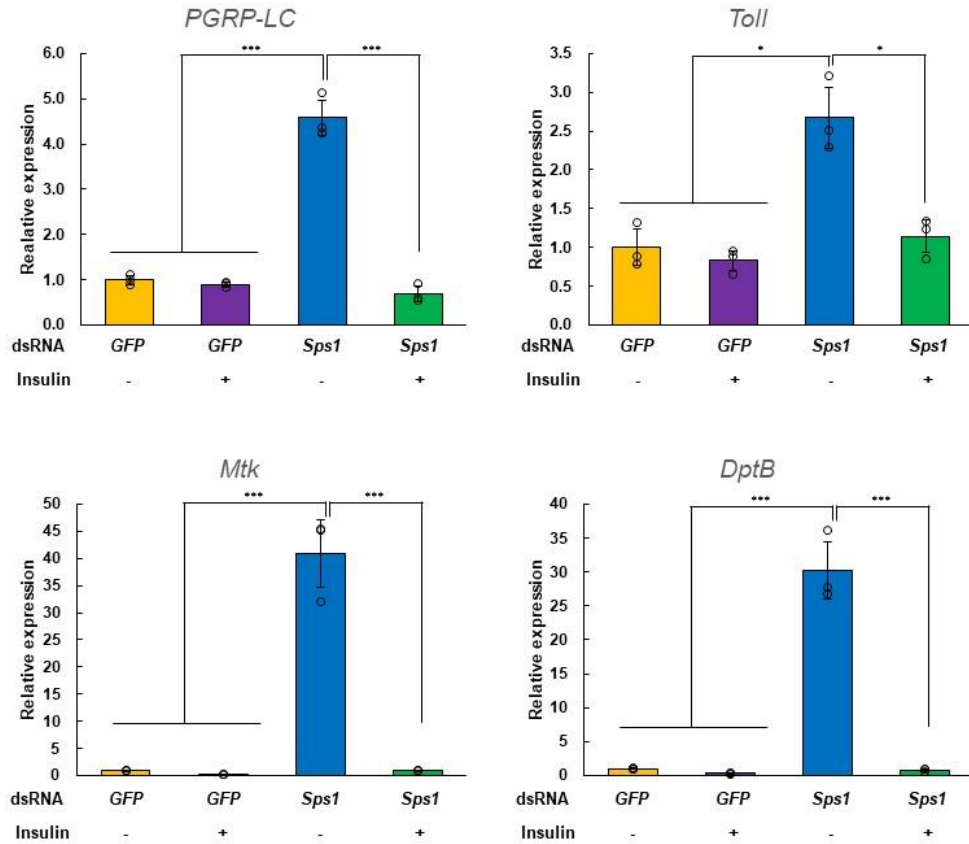 PGRP-LC
*** ***
Realative expression
6.0
5.0
4.0
3.0
2.0
1.0
0.0
dsRNA GFP GFP Sps1 Sps1
Insulin - + - +
Toll
* *
Relative expression
3.5
3.0
2.5
2.0
1.5
1.0
0.5
0.0
dsRNA GFP GFP Sps1 Sps1
Insulin - + - +
Mtk
*** ***
Relative expression
50
45
40
35
30
25
20
15
10
5
0
dsRNA GFP GFP Sps1 Sps1
Insulin - + - +
DptB
*** ***
Relative expression
40
35
30
25
20
15
10
5
0
dsRNA GFP GFP Sps1 Sps1
Insulin - + - +